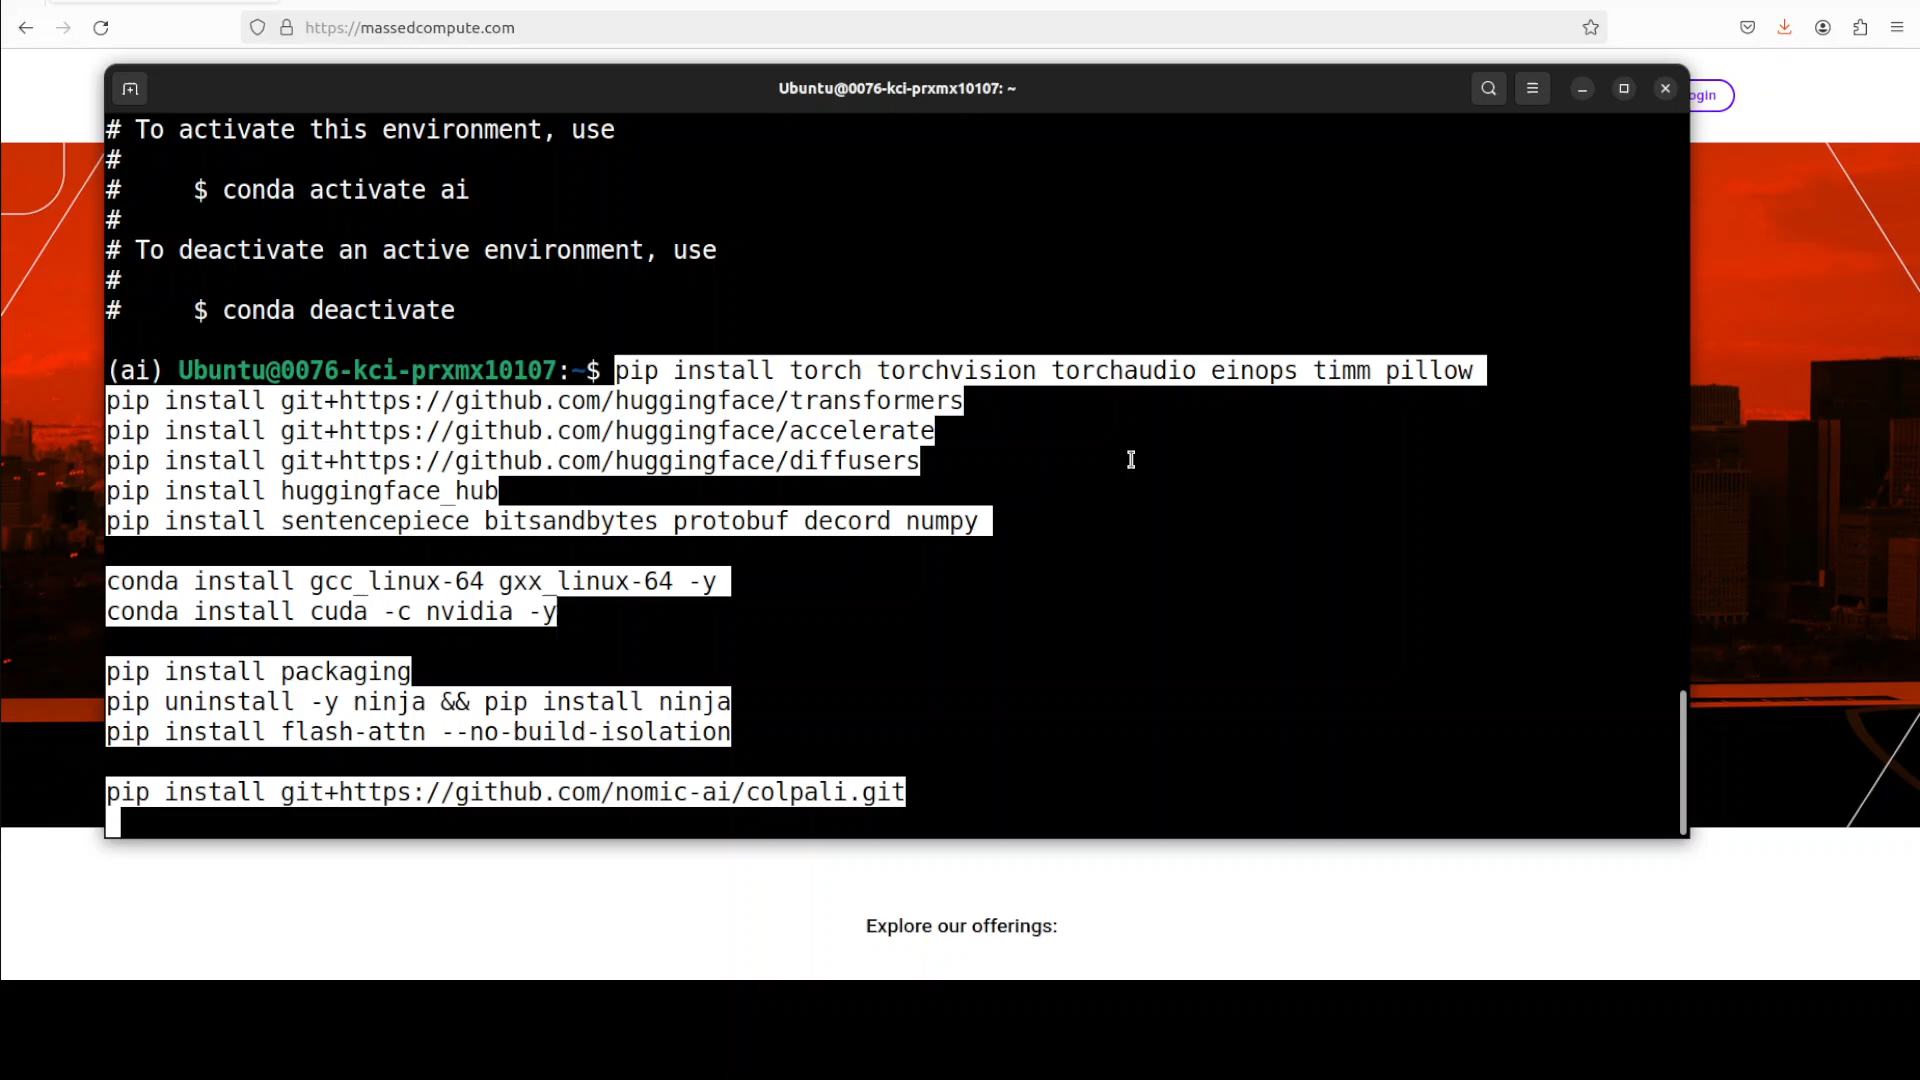 https://massedcompute.com
Ubuntu@0076-kci-prxmx10107: ~
ogin
# To activate this environment, use
#
#     $ conda activate ai
#
# To deactivate an active environment, use
#
#     $ conda deactivate
(ai) Ubuntu@0076-kci-prxmx10107:~$ pip install torch torchvision torchaudio einops timm pillow
pip install git+https://github.com/huggingface/transformers
pip install git+https://github.com/huggingface/accelerate
pip install git+https://github.com/huggingface/diffusers
pip install huggingface_hub
pip install sentencepiece bitsandbytes protobuf decord numpy
conda install gcc_linux-64 gxx_linux-64 -y
conda install cuda -c nvidia -y
pip install packaging
pip uninstall -y ninja && pip install ninja
pip install flash-attn --no-build-isolation
pip install git+https://github.com/nomic-ai/colpali.git
Explore our offerings: